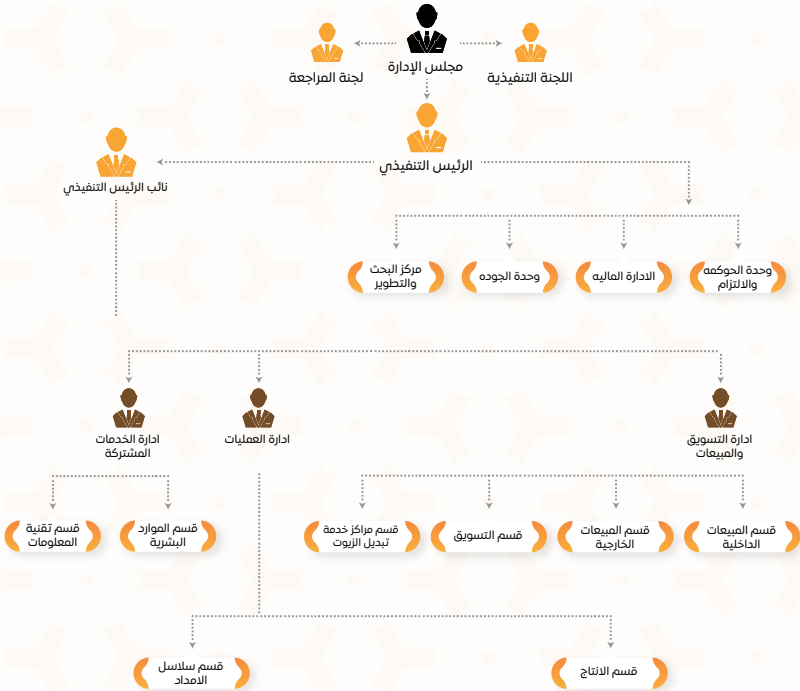 مجلس الإدارة
اللجنة التنفيذية
لجنة المراجعة
الرئيس التنفيذي
نائب الرئيس التنفيذي
وحدة الحوكمه
والالتزام
الادارة الماليه
وحدة الجوده
مركز البحث
والتطوير
ادارة التسويق
والمبيعات
ادارة العمليات
ادارة الخدمات
المشتركة
قسم المبيعات
الداخلية
قسم المبيعات
الخارجية
قسم التسويق
قسم مراكز خدمة
تبديل الزيوت
قسم الموارد
البشرية
قسم تقنية
المعلومات
قسم الانتاج
قسم سلاسل
الامداد